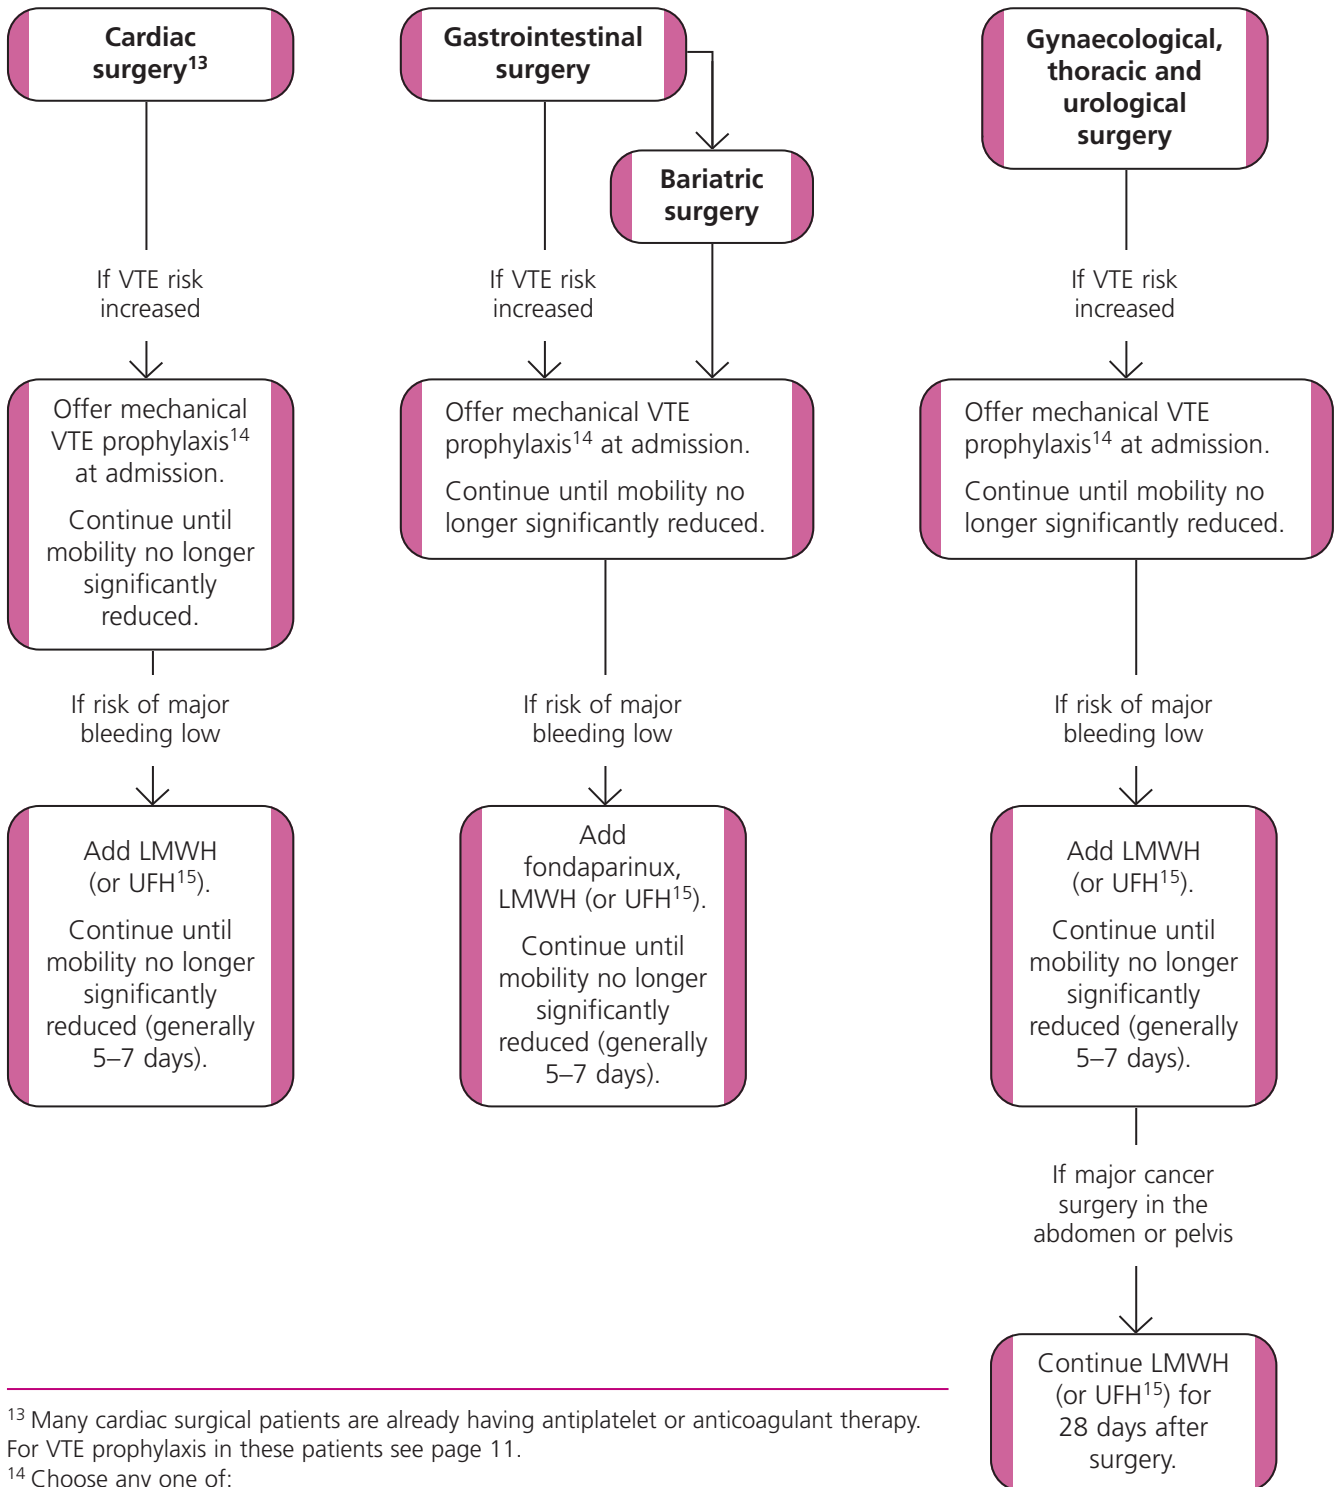 Cardiac
surgery¹³
If VTE risk
increased
Offer mechanical
VTE prophylaxis¹⁴
at admission.
Continue until
mobility no longer
significantly
reduced.
If risk of major
bleeding low
Add LMWH
(or UFH¹⁵).
Continue until
mobility no longer
significantly
reduced (generally
5–7 days).
Gastrointestinal
surgery
Bariatric
surgery
If VTE risk
increased
Offer mechanical VTE
prophylaxis¹⁴ at admission.
Continue until mobility no
longer significantly reduced.
If risk of major
bleeding low
Add
fondaparinux,
LMWH (or UFH¹⁵).
Continue until
mobility no longer
significantly
reduced (generally
5–7 days).
Gynaecological,
thoracic and
urological
surgery
If VTE risk
increased
Offer mechanical VTE
prophylaxis¹⁴ at admission.
Continue until mobility no
longer significantly reduced.
If risk of major
bleeding low
Add LMWH
(or UFH¹⁵).
Continue until
mobility no longer
significantly
reduced (generally
5–7 days).
If major cancer
surgery in the
abdomen or pelvis
Continue LMWH
(or UFH¹⁵) for
28 days after
surgery.
¹³ Many cardiac surgical patients are already having antiplatelet or anticoagulant therapy.
For VTE prophylaxis in these patients see page 11.
¹⁴ Choose any one of: